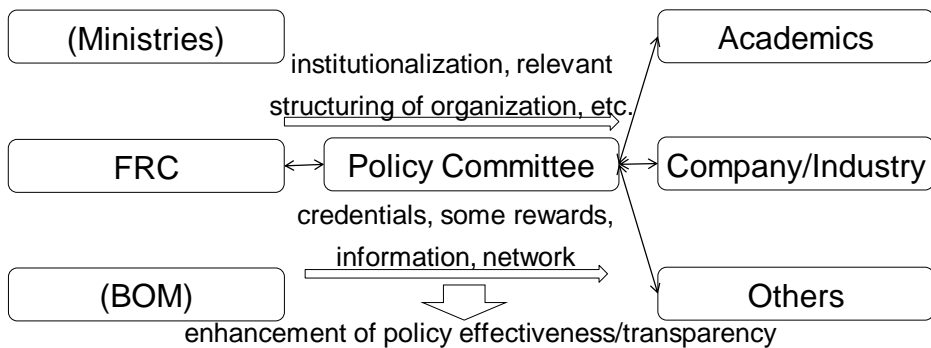 (Ministries)
Academics
institutionalization, relevant
structuring of organization, etc.
FRC
Policy Committee
Company/Industry
credentials, some rewards,
information, network
(BOM)
Others
enhancement of policy effectiveness/transparency